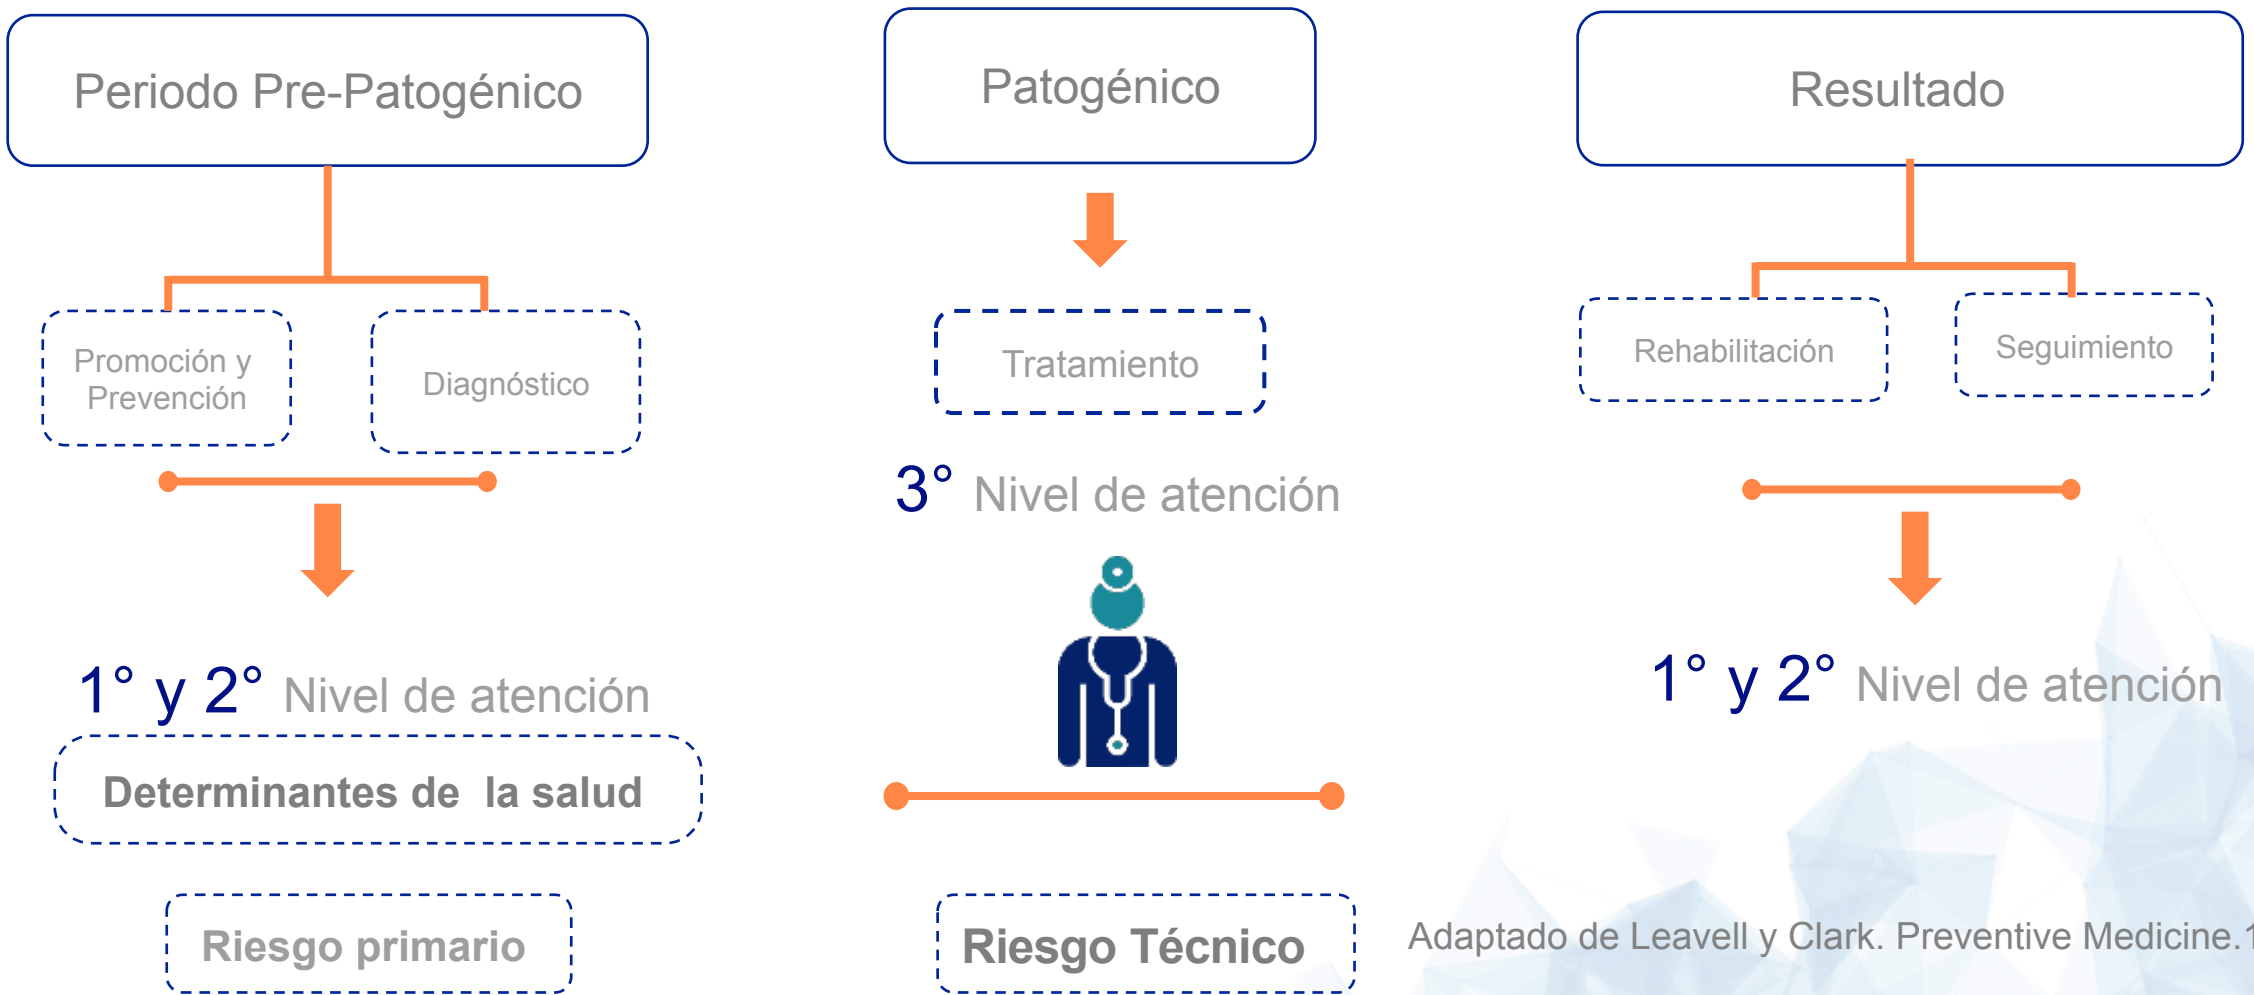 Periodo Pre-Patogénico
Promoción y
Prevención
Diagnóstico
1° y 2° Nivel de atención
Determinantes de la salud
Riesgo primario
Patogénico
Tratamiento
3° Nivel de atención
Riesgo Técnico
Resultado
Rehabilitación
Seguimiento
1° y 2° Nivel de atención
Adaptado de Leavell y Clark. Preventive Medicine.1